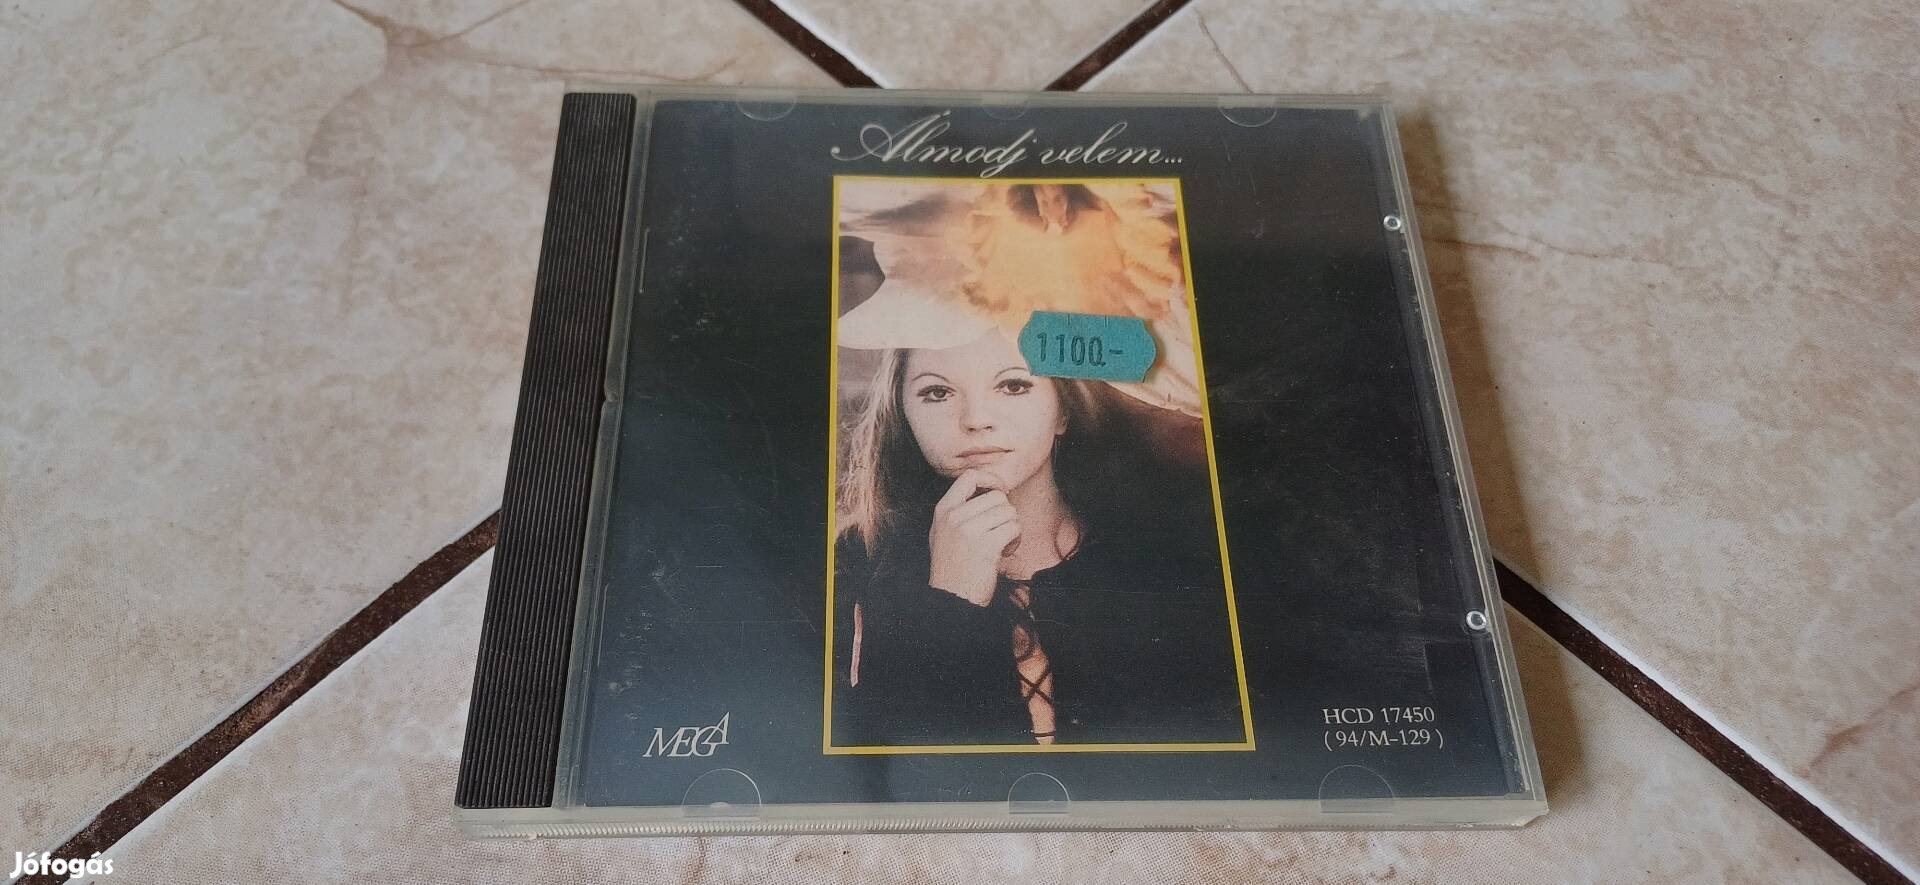 Álmodj velem...
1100.-
MEGA
HCD 17450
( 94/M-129 )
Jófogás